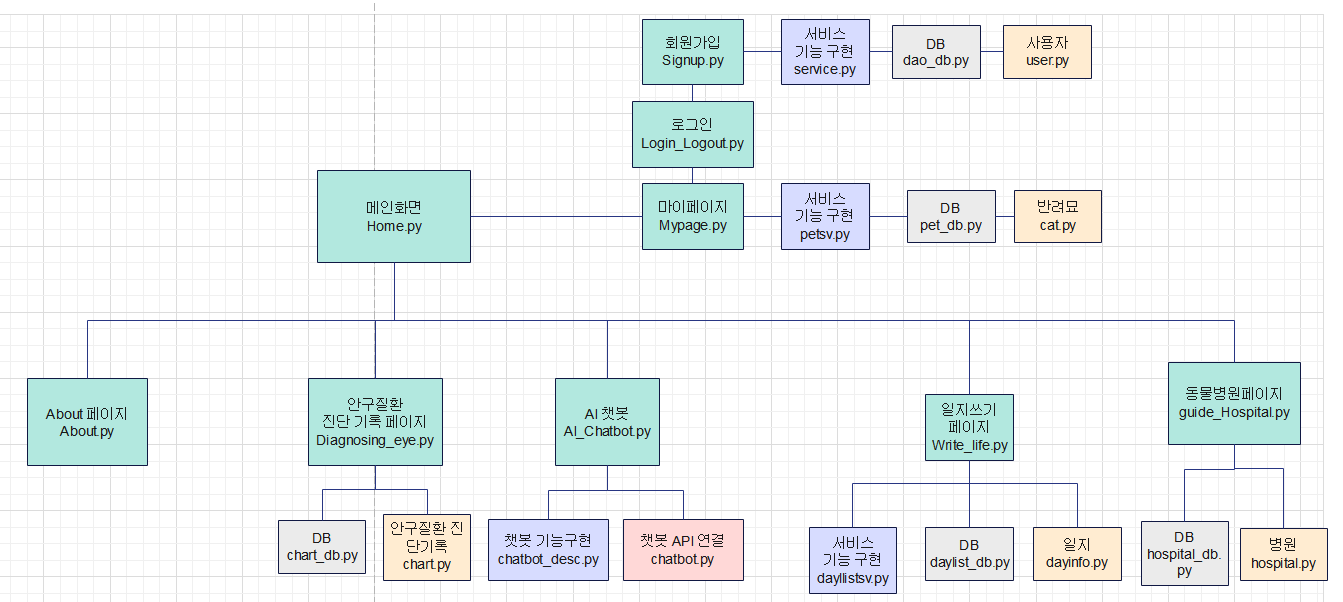 회원가입
Signup.py
서비스
기능 구현
service.py
DB
dao_db.py
사용자
user.py
로그인
Login_Logout.py
메인화면
Home.py
마이페이지
Mypage.py
서비스
기능 구현
petsv.py
DB
pet_db.py
반려묘
cat.py
About 페이지
About.py
안구질환
진단 기록 페이지
Diagnosing_eye.py
AI 챗봇
AI_Chatbot.py
일지쓰기
페이지
Write_life.py
동물병원페이지
guide_Hospital.py
DB
chart_db.py
안구질환 진
단기록
chart.py
챗봇 기능구현
chatbot_desc.py
챗봇 API 연결
chatbot.py
서비스
기능 구현
dayllistsv.py
DB
daylist_db.py
일지
dayinfo.py
DB
hospital_db.
py
병원
hospital.py